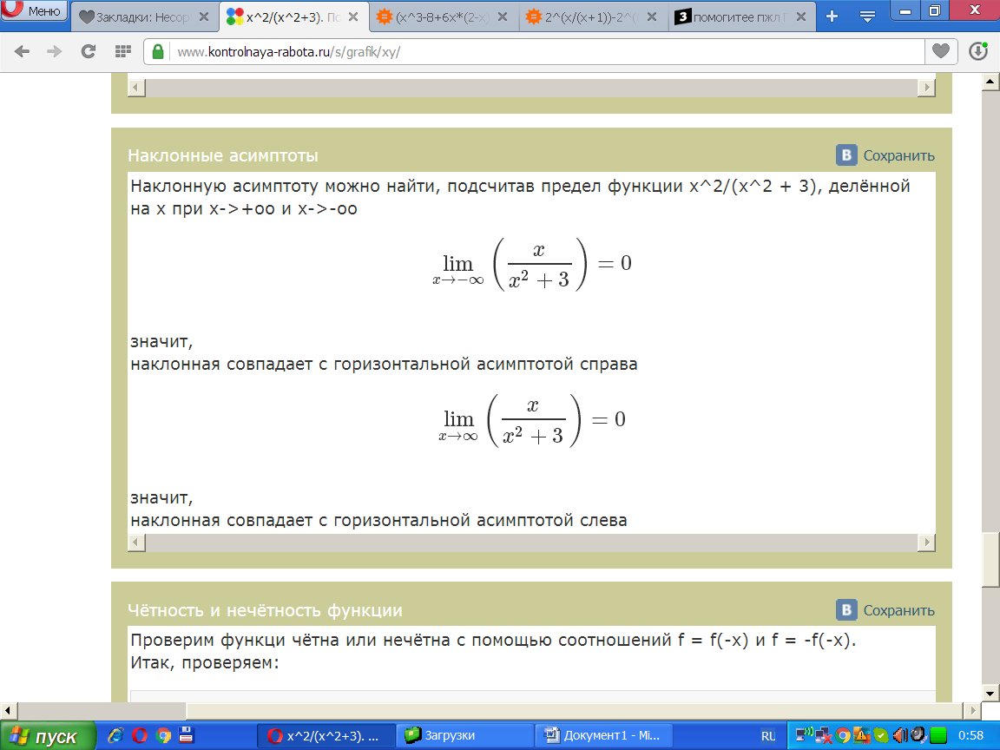 Меню
Закладки: Несор
x^2/(x^2+3). По
(x^3-8+6x*(2-x
2^(x/(x+1))-2^(
3 помогитее пжл
www.kontrolnaya-rabota.ru/s/grafik/xy/
Наклонные асимптоты
B Сохранить
Наклонную асимптоту можно найти, подсчитав предел функции x^2/(x^2 + 3), делённой
на x при x->+oo и x->-oo
lim x→−∞ (x / (x² + 3)) = 0
значит,
наклонная совпадает с горизонтальной асимптотой справа
lim x→∞ (x / (x² + 3)) = 0
значит,
наклонная совпадает с горизонтальной асимптотой слева
Чётность и нечётность функции
B Сохранить
Проверим функци чётна или нечётна с помощью соотношений f = f(-x) и f = -f(-x).
Итак, проверяем:
пуск
x^2/(x^2+3). ...
Загрузки
Документ1 - Mi...
RU
0:58